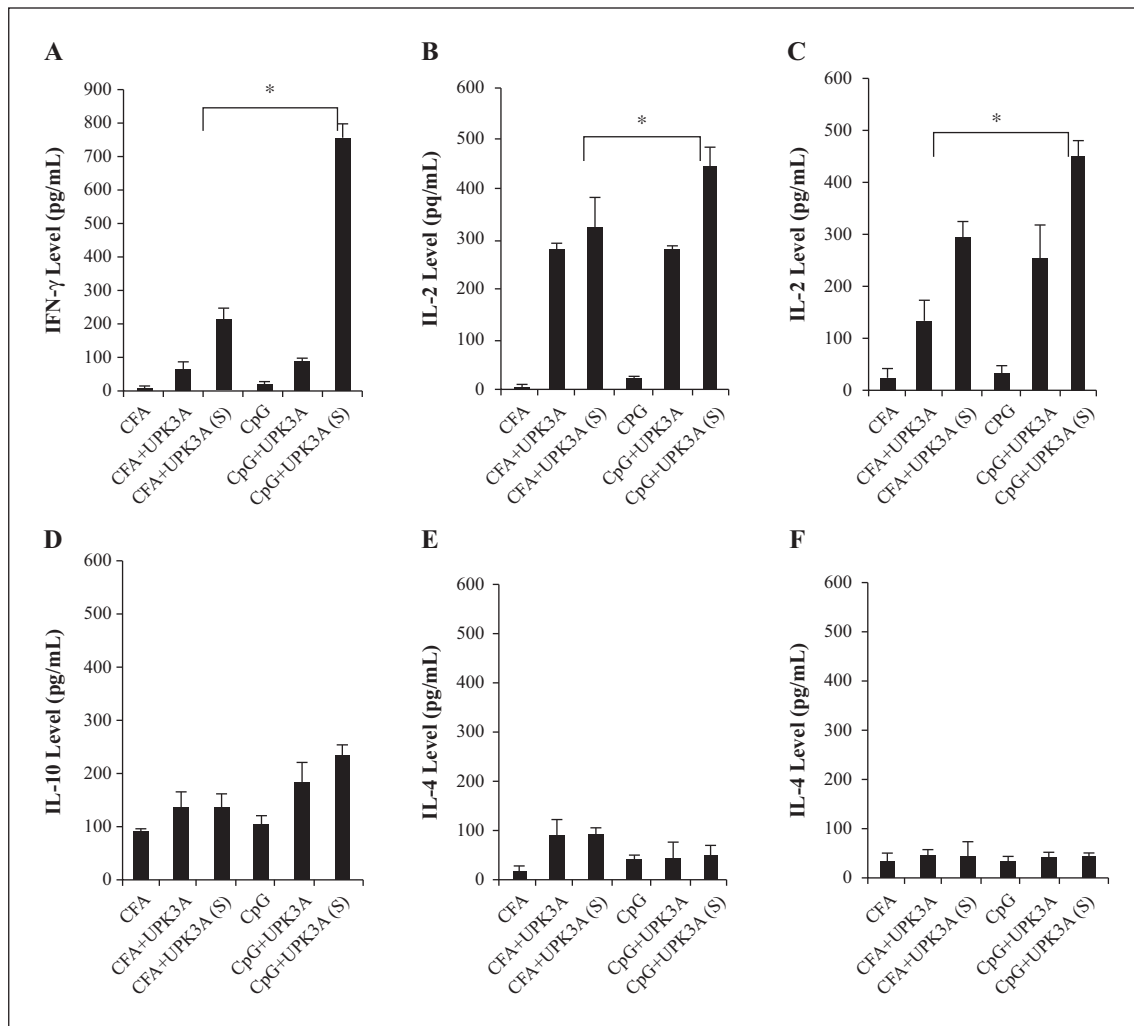 A
IFN-γ Level (pg/mL)
900
800
700
600
500
400
300
200
100
0
*
CFA
CFA+UPK3A
CFA+UPK3A (S)
CpG
CpG+UPK3A
CpG+UPK3A (S)
B
IL-2 Level (pq/mL)
600
500
400
300
200
100
0
*
CFA
CFA+UPK3A
CFA+UPK3A (S)
CPG
CpG+UPK3A
CpG+UPK3A (S)
C
IL-2 Level (pg/mL)
600
500
400
300
200
100
0
*
CFA
CFA+UPK3A
CFA+UPK3A (S)
CPG
CpG+UPK3A
CpG+UPK3A (S)
D
IL-10 Level (pg/mL)
600
500
400
300
200
100
0
CFA
CFA+UPK3A
CFA+UPK3A (S)
CpG
CpG+UPK3A
CpG+UPK3A (S)
E
IL-4 Level (pg/mL)
600
500
400
300
200
100
0
CFA
CFA+UPK3A
CFA+UPK3A (S)
CpG
CpG+UPK3A
CpG+UPK3A (S)
F
IL-4 Level (pg/mL)
600
500
400
300
200
100
0
CFA
CFA+UPK3A
CFA+UPK3A (S)
CpG
CpG+UPK3A
CpG+UPK3A (S)